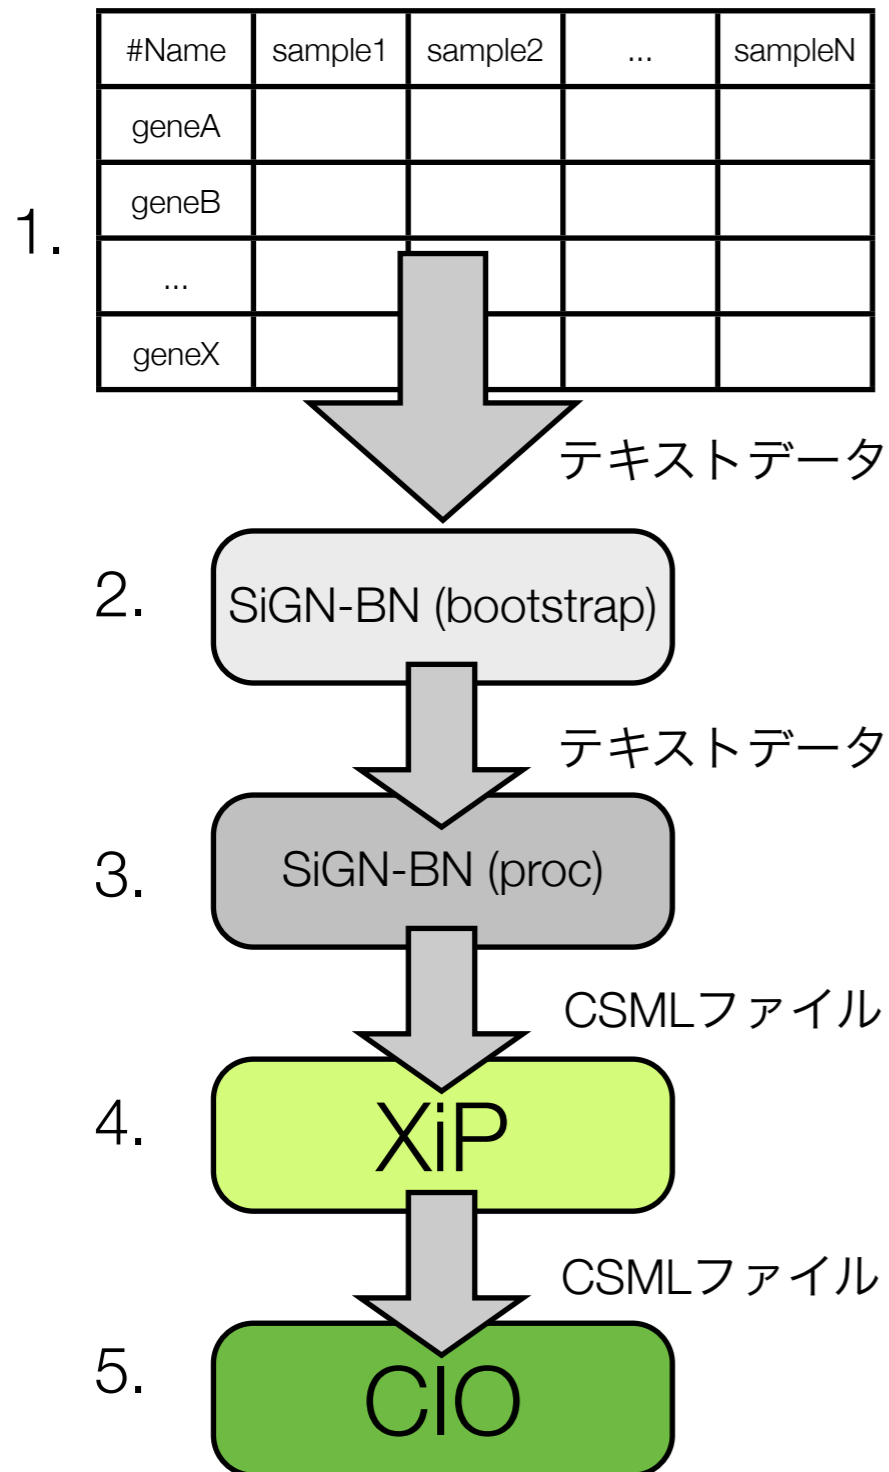 #Name sample1 sample2 ... sampleN
geneA
geneB
1.
...
geneX
テキストデータ
2.
SiGN-BN (bootstrap)
テキストデータ
3.
SiGN-BN (proc)
CSMLファイル
4.
XiP
CSMLファイル
5.
CIO